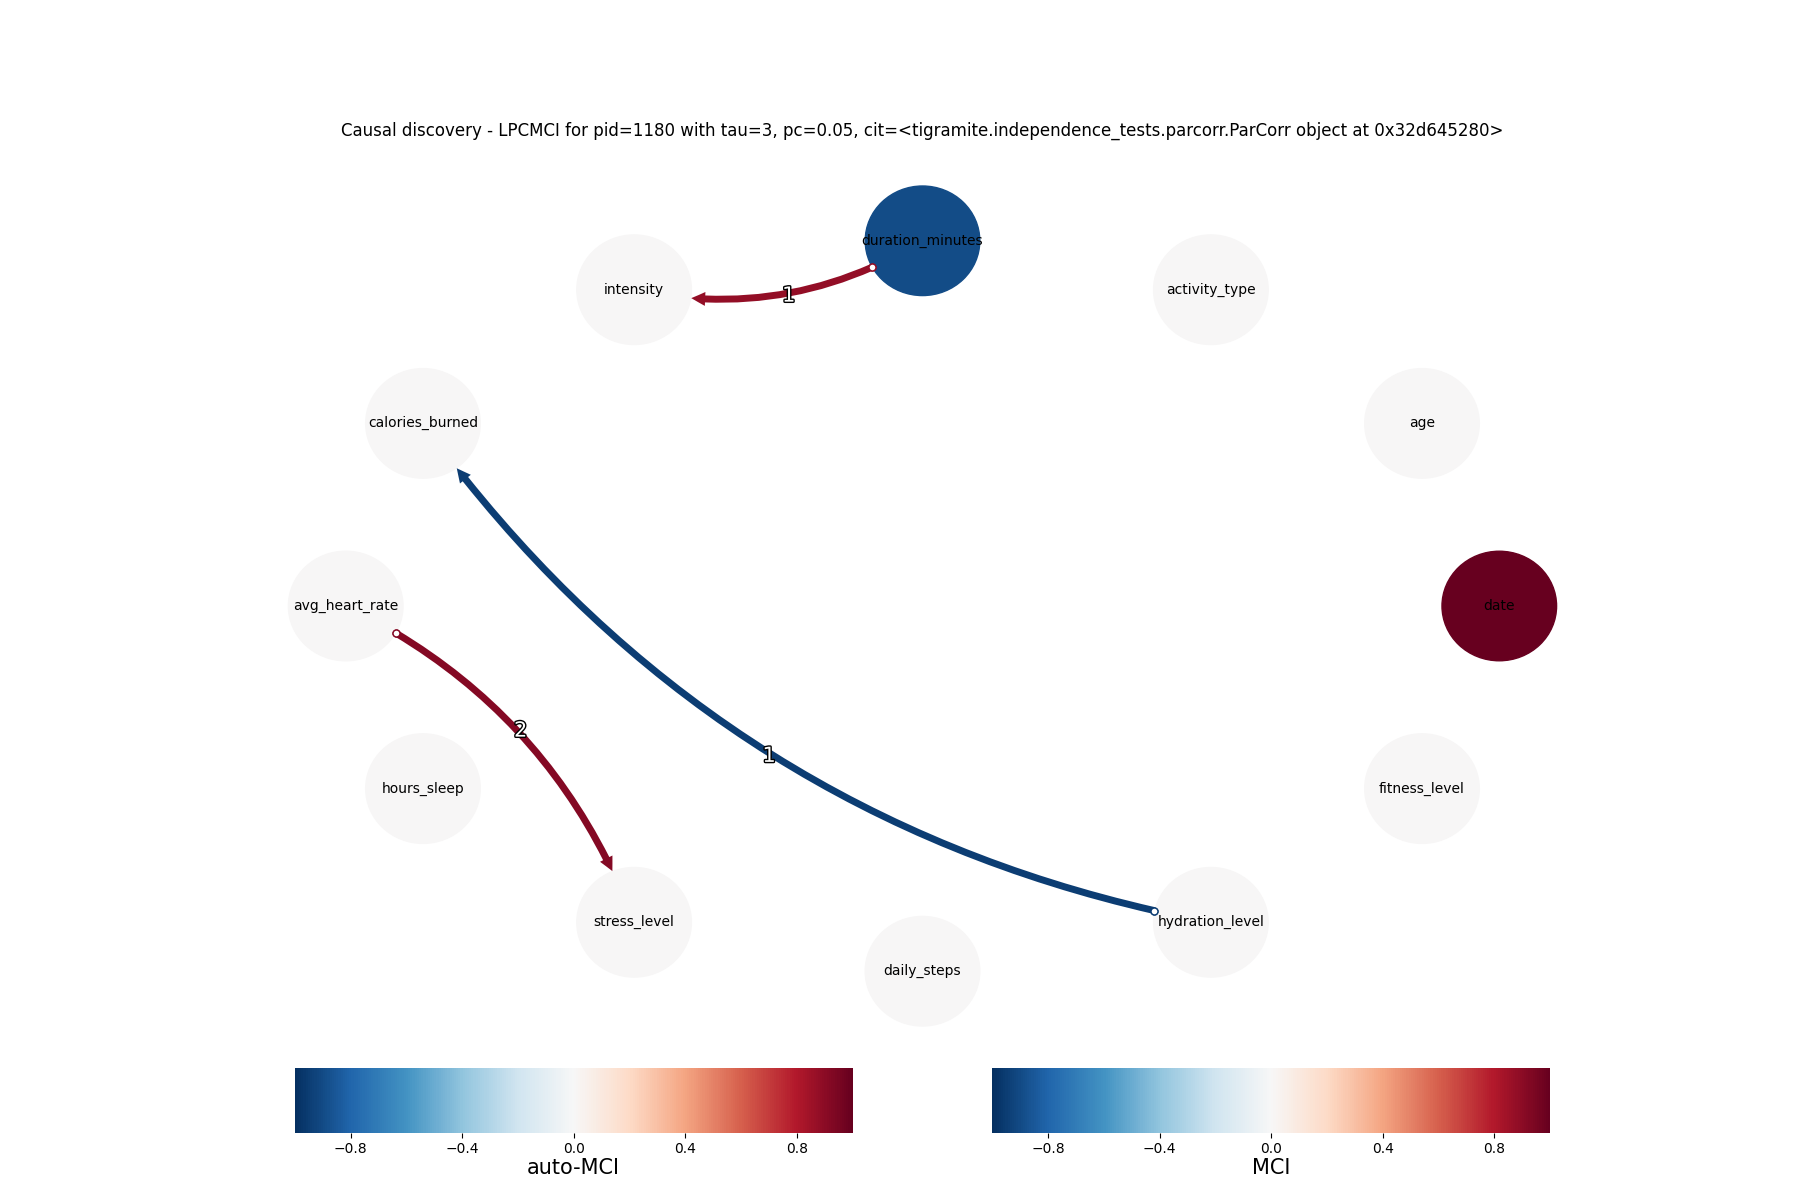 Causal discovery - LPCMCI for pid=1180 with tau=3, pc=0.05, cit=<tigramite.independence_tests.parcorr.ParCorr object at 0x32d645280>
duration_minutes
intensity
activity_type
1
calories_burned
age
avg_heart_rate
date
2
1
hours_sleep
fitness_level
stress_level
hydration_level
daily_steps
−0.8 −0.4 0.0 0.4 0.8
auto-MCI
−0.8 −0.4 0.0 0.4 0.8
MCI